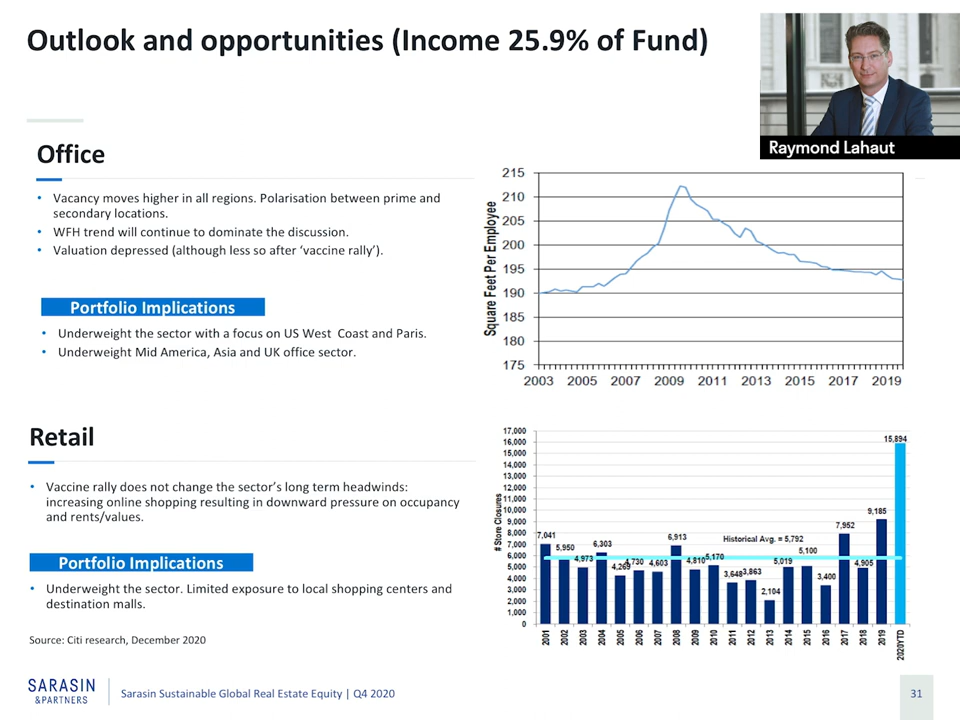 Outlook and opportunities (Income 25.9% of Fund)
Raymond Lahaut
Office
• Vacancy moves higher in all regions. Polarisation between prime and
secondary locations.
• WFH trend will continue to dominate the discussion.
• Valuation depressed (although less so after ‘vaccine rally’).
Portfolio Implications
• Underweight the sector with a focus on US West Coast and Paris.
• Underweight Mid America, Asia and UK office sector.
Square Feet Per Employee
215
210
205
200
195
190
185
180
175
2003 2005 2007 2009 2011 2013 2015 2017 2019
Retail
• Vaccine rally does not change the sector’s long term headwinds:
increasing online shopping resulting in downward pressure on occupancy
and rents/values.
Portfolio Implications
• Underweight the sector. Limited exposure to local shopping centers and
destination malls.
Source: Citi research, December 2020
# Store Closures
17,000
16,000
15,000
14,000
13,000
12,000
11,000
10,000
9,000
8,000
7,000
6,000
5,000
4,000
3,000
2,000
1,000
0
7,041
5,950
4,973
6,303
4,269
4,730
4,603
6,913
4,810
5,170
3,648
3,863
2,104
5,019
5,100
3,400
7,952
4,905
9,185
15,894
Historical Avg. = 5,792
2001 2002 2003 2004 2005 2006 2007 2008 2009 2010 2011 2012 2013 2014 2015 2016 2017 2018 2019 2020YTD
SARASIN
&PARTNERS
Sarasin Sustainable Global Real Estate Equity | Q4 2020
31